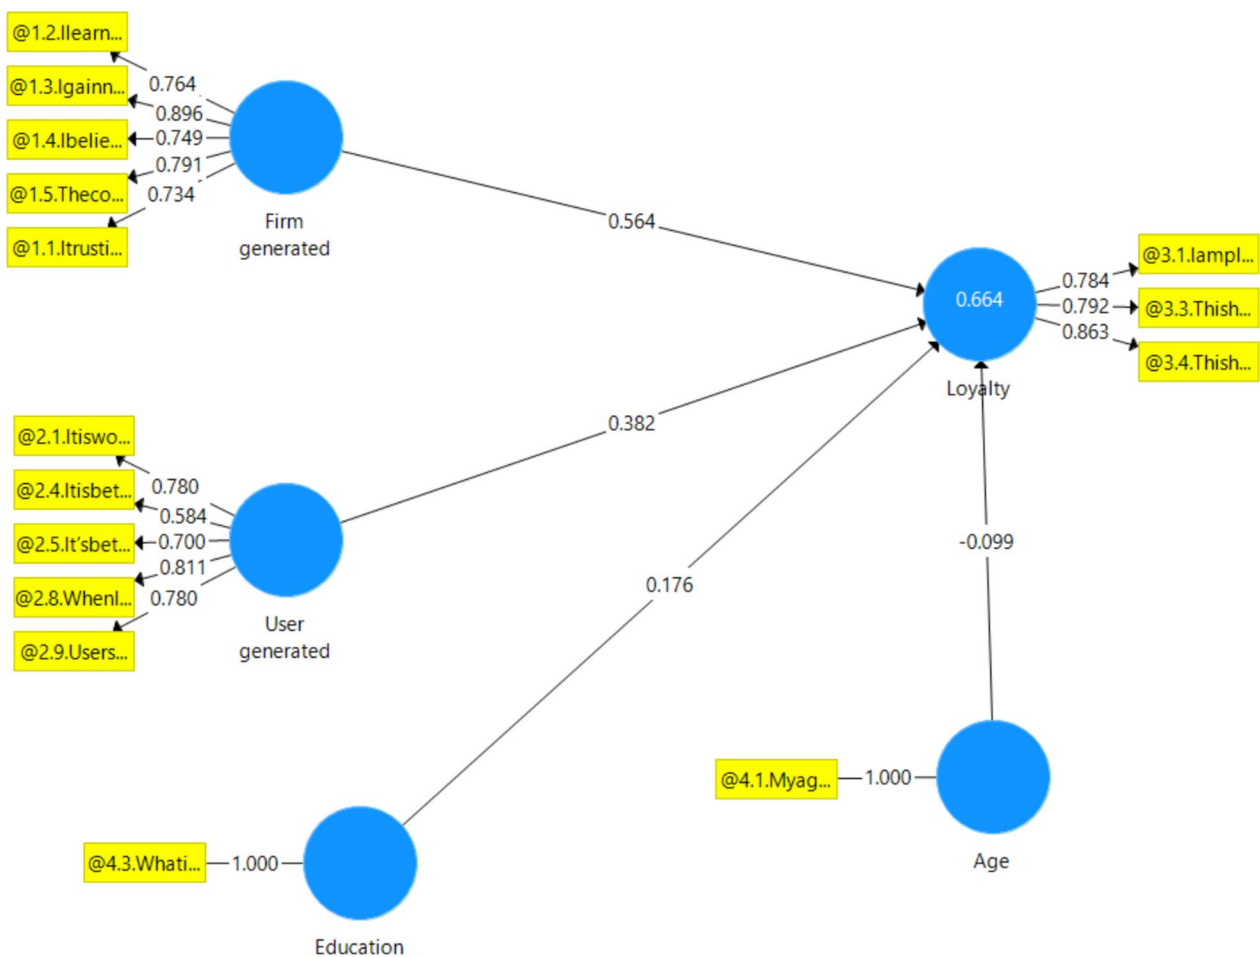 @1.2.Ilearn...
@1.3.Igainn...
@1.4.Ibelie...
@1.5.Theco...
@1.1.Itrusti...
0.764
0.896
0.749
0.791
0.734
Firm
generated
0.564
@3.1.Iampl...
@3.3.Thish...
@3.4.Thish...
0.784
0.792
0.863
0.664
Loyalty
@2.1.Itiswo...
@2.4.Itisbet...
@2.5.It'sbet...
@2.8.WhenI...
@2.9.Users...
0.780
0.584
0.700
0.811
0.780
User
generated
0.382
0.176
-0.099
@4.1.Myag...
1.000
Age
@4.3.Whati...
1.000
Education